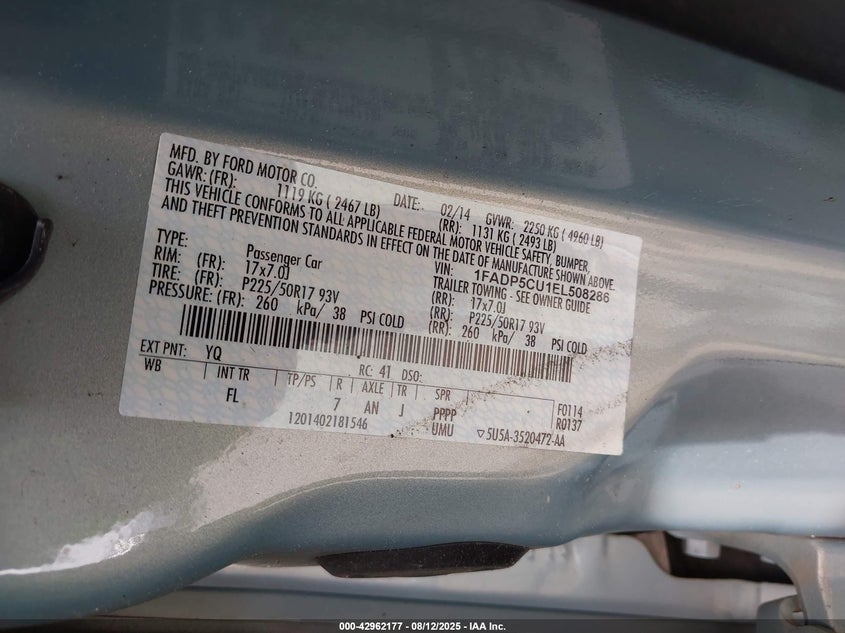 MFD. BY FORD MOTOR CO.
DATE: 02/14 GVWR: 2250 KG ( 4960 LB)
GAWR: (FR): 1119 KG ( 2467 LB) (RR): 1131 KG ( 2493 LB)
THIS VEHICLE CONFORMS TO ALL APPLICABLE FEDERAL MOTOR VEHICLE SAFETY, BUMPER,
AND THEFT PREVENTION STANDARDS IN EFFECT ON THE DATE OF MANUFACTURE SHOWN ABOVE.
VIN: 1FADP5CU1EL508286
TYPE: Passenger Car TRAILER TOWING - SEE OWNER GUIDE
RIM: (FR): 17x7.0J (RR): 17x7.0J
TIRE: (FR): P225/50R17 93V (RR): P225/50R17 93V
PRESSURE: (FR): 260 kPa/ 38 PSI COLD (RR): 260 kPa/ 38 PSI COLD
EXT PNT: YQ RC: 41 DSO:
WB INT TR TP/PS R AXLE TR SPR F0114
FL 7 AN J PPPP R0137
1201402181546 UMU ▽5U5A-3520472-AA
000-42962177 - 08/12/2025 - IAA Inc.